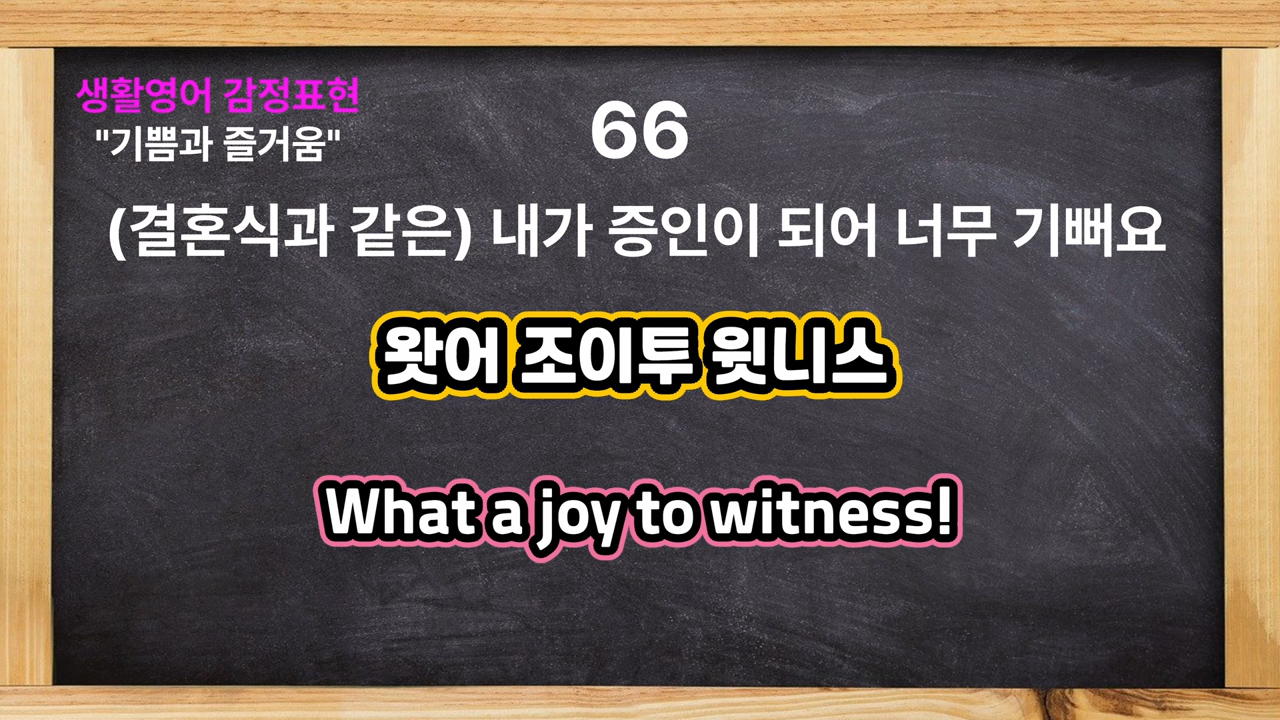 생활영어 감정표현
"기쁨과 즐거움"
66
(결혼식과 같은) 내가 증인이 되어 너무 기뻐요
왓어 조이투 윗니스
What a joy to witness!